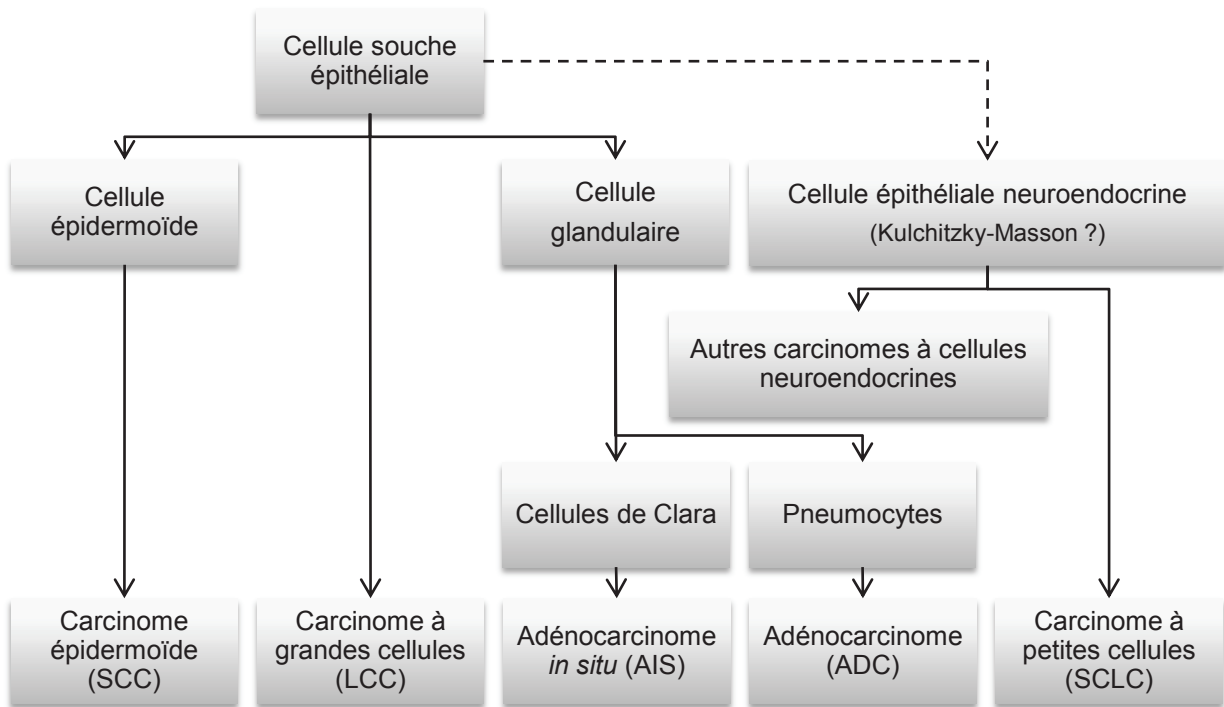 Cellule souche
épithéliale
Cellule
épidermoïde
Cellule
glandulaire
Cellule épithéliale neuroendocrine
(Kulchitzky-Masson ?)
Autres carcinomes à cellules
neuroendocrines
Cellules de Clara
Pneumocytes
Carcinome
épidermoïde
(SCC)
Carcinome à
grandes cellules
(LCC)
Adénocarcinome
in situ (AIS)
Adénocarcinome
(ADC)
Carcinome à
petites cellules
(SCLC)